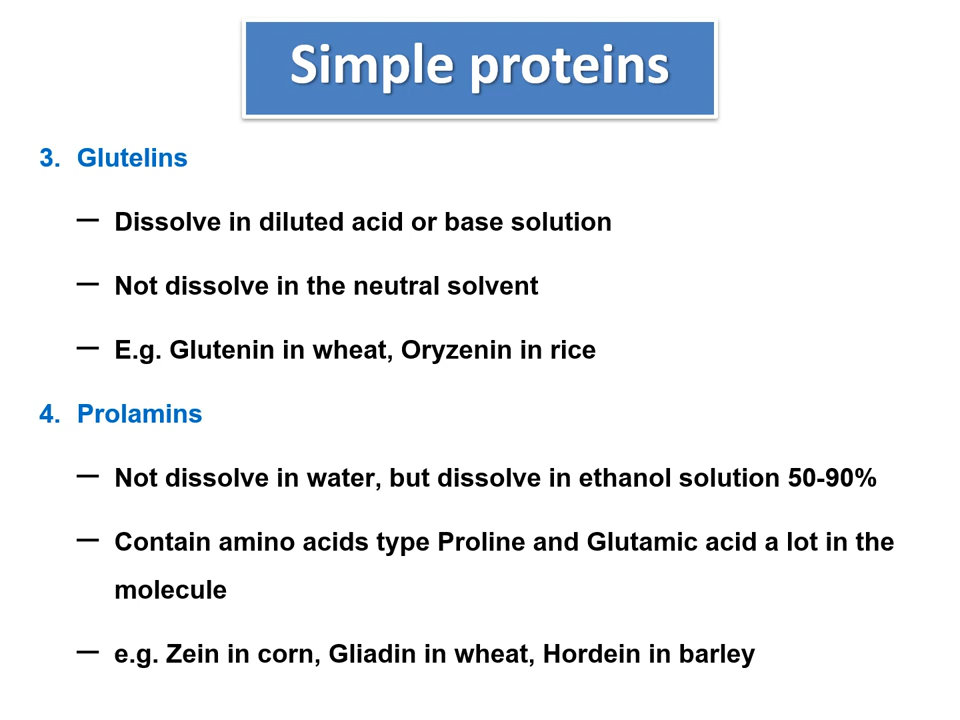 Simple proteins
3. Glutelins
– Dissolve in diluted acid or base solution
– Not dissolve in the neutral solvent
– E.g. Glutenin in wheat, Oryzenin in rice
4. Prolamins
– Not dissolve in water, but dissolve in ethanol solution 50-90%
– Contain amino acids type Proline and Glutamic acid a lot in the
molecule
– e.g. Zein in corn, Gliadin in wheat, Hordein in barley